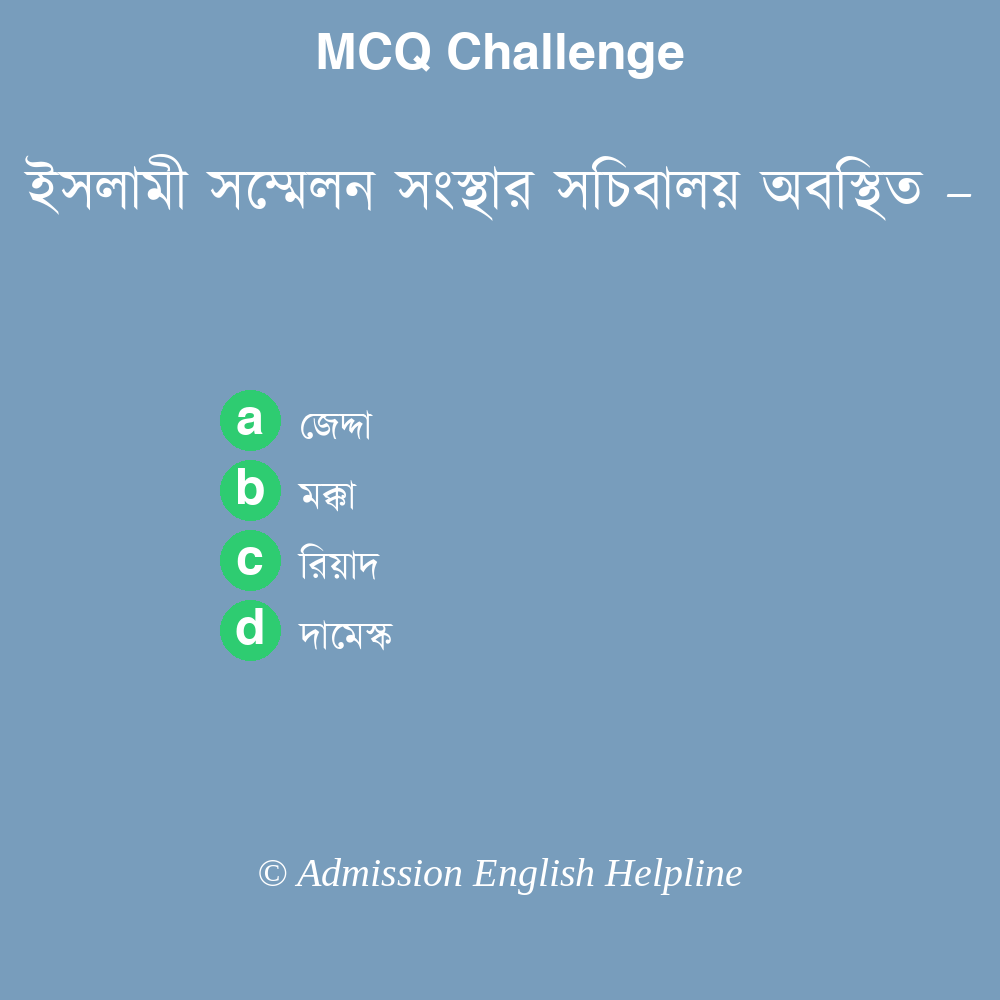 MCQ Challenge
ইসলামী সম্মেলন সংস্থার সচিবালয় অবস্থিত –
a জেদ্দা
b মক্কা
c রিয়াদ
d দামেস্ক
© Admission English Helpline